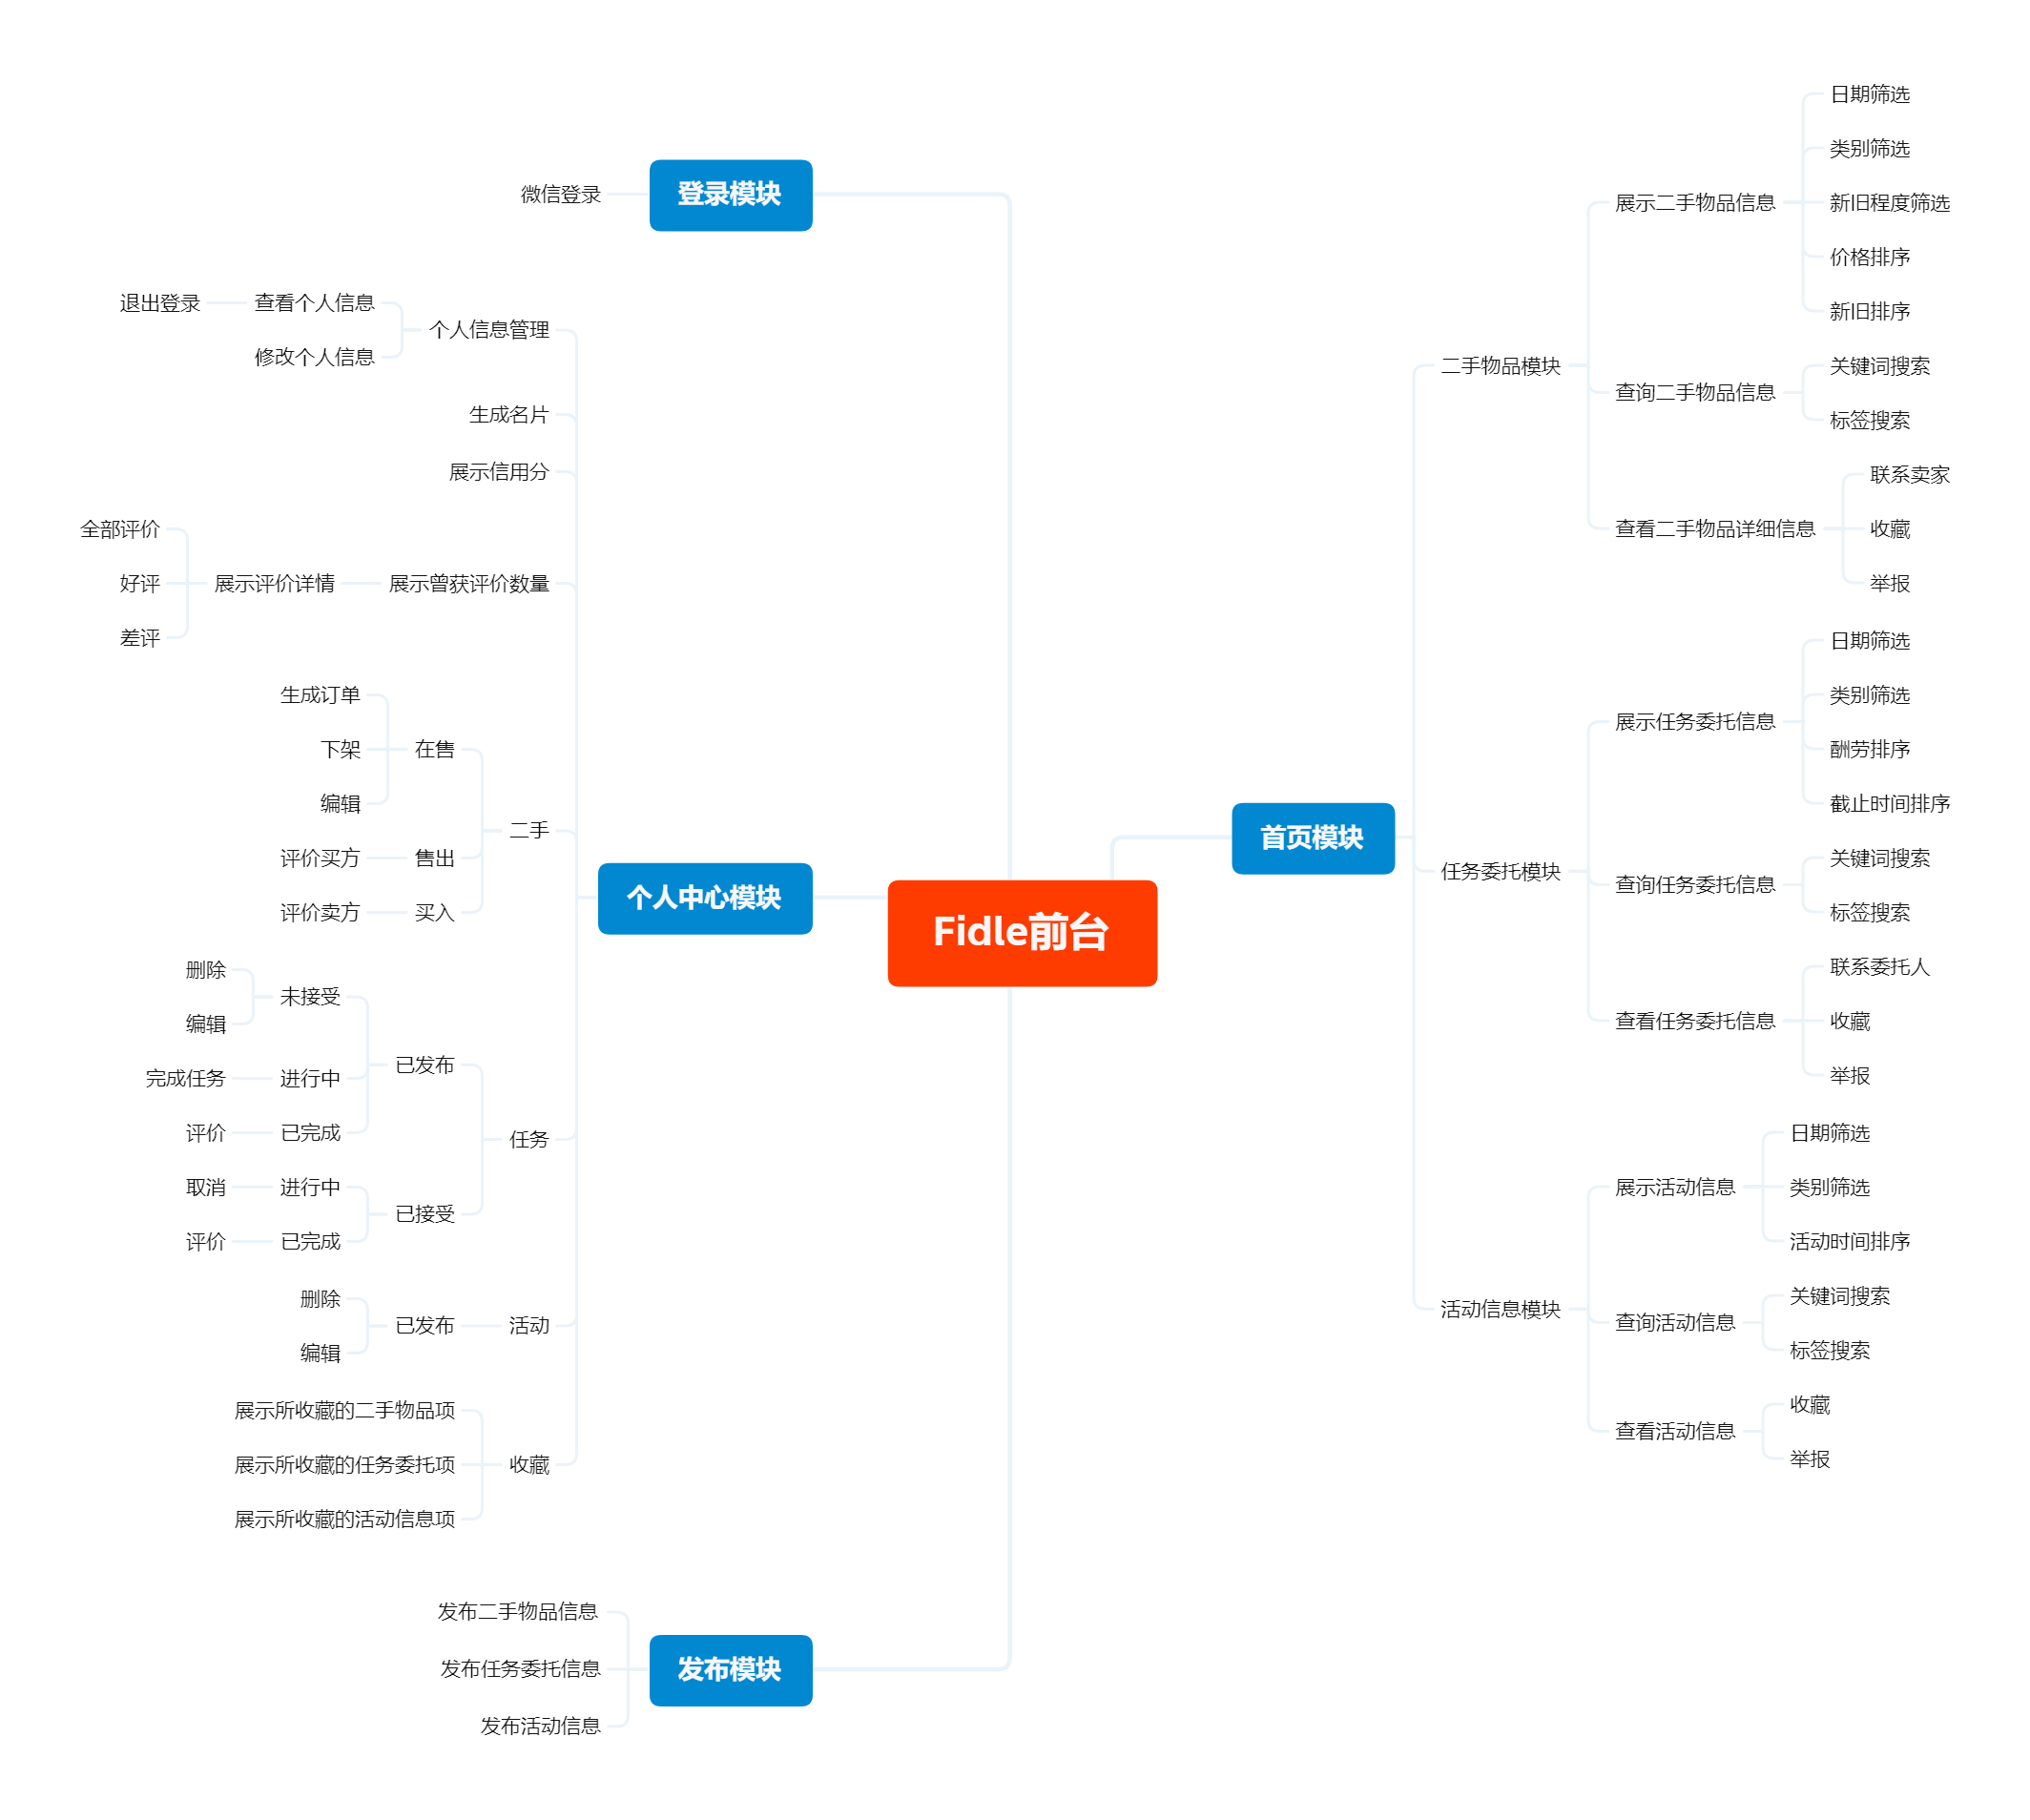 Fidle前台
登录模块
微信登录
个人中心模块
个人信息管理
查看个人信息
退出登录
修改个人信息
生成名片
展示信用分
展示曾获评价数量
展示评价详情
全部评价
好评
差评
二手
在售
生成订单
下架
编辑
售出
评价买方
买入
评价卖方
任务
已发布
未接受
删除
编辑
进行中
完成任务
已完成
评价
已接受
进行中
取消
已完成
评价
活动
已发布
删除
编辑
收藏
展示所收藏的二手物品项
展示所收藏的任务委托项
展示所收藏的活动信息项
发布模块
发布二手物品信息
发布任务委托信息
发布活动信息
首页模块
二手物品模块
展示二手物品信息
日期筛选
类别筛选
新旧程度筛选
价格排序
新旧排序
查询二手物品信息
关键词搜索
标签搜索
查看二手物品详细信息
联系卖家
收藏
举报
任务委托模块
展示任务委托信息
日期筛选
类别筛选
酬劳排序
截止时间排序
查询任务委托信息
关键词搜索
标签搜索
查看任务委托信息
联系委托人
收藏
举报
活动信息模块
展示活动信息
日期筛选
类别筛选
活动时间排序
查询活动信息
关键词搜索
标签搜索
查看活动信息
收藏
举报